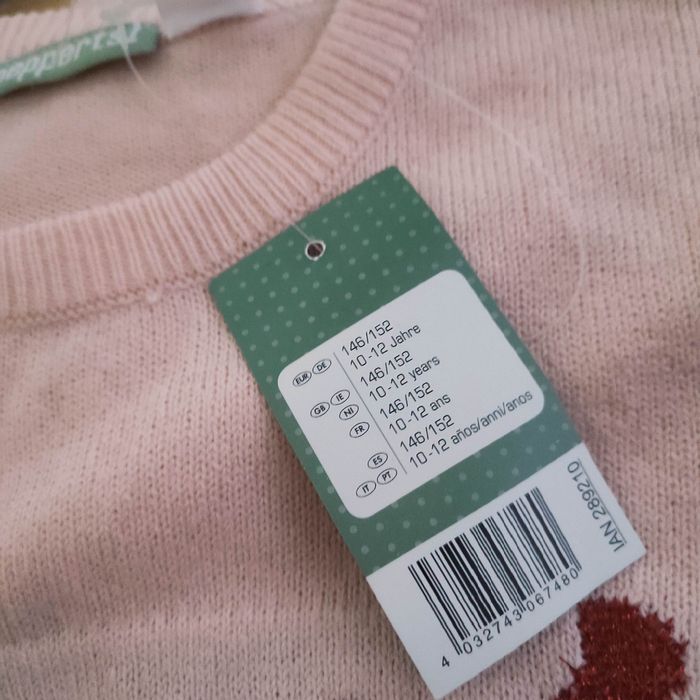 pepperts!
EUR DE 146/152
10-12 Jahre
GB IE NI 146/152
10-12 years
FR 146/152
10-12 ans
ES IT PT 146/152
10-12 años/anni/anos
IAN 289210
4 032743 067480